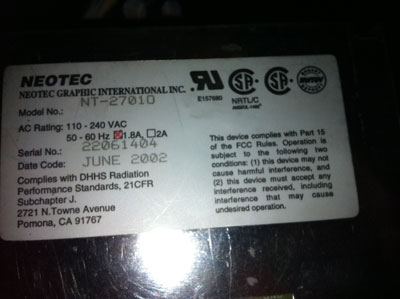 NEOTEC
NEOTEC GRAPHIC INTERNATIONAL INC.
Model No.: NT-2701D
AC Rating: 110 - 240 VAC
50 - 60 Hz 1.8A, 2A
Serial No.: 22061404
Date Code: JUNE 2002
Complies with DHHS Radiation
Performance Standards, 21CFR
Subchapter J.
2721 N.Towne Avenue
Pomona, CA 91767
E157680
NRTL/C
This device complies with Part 15
of the FCC Rules. Operation is
subject to the following two
conditions: (1) this device may not
cause harmful interference, and
(2) this device must accept any
interference received, including
interference that may cause
undesired operation.